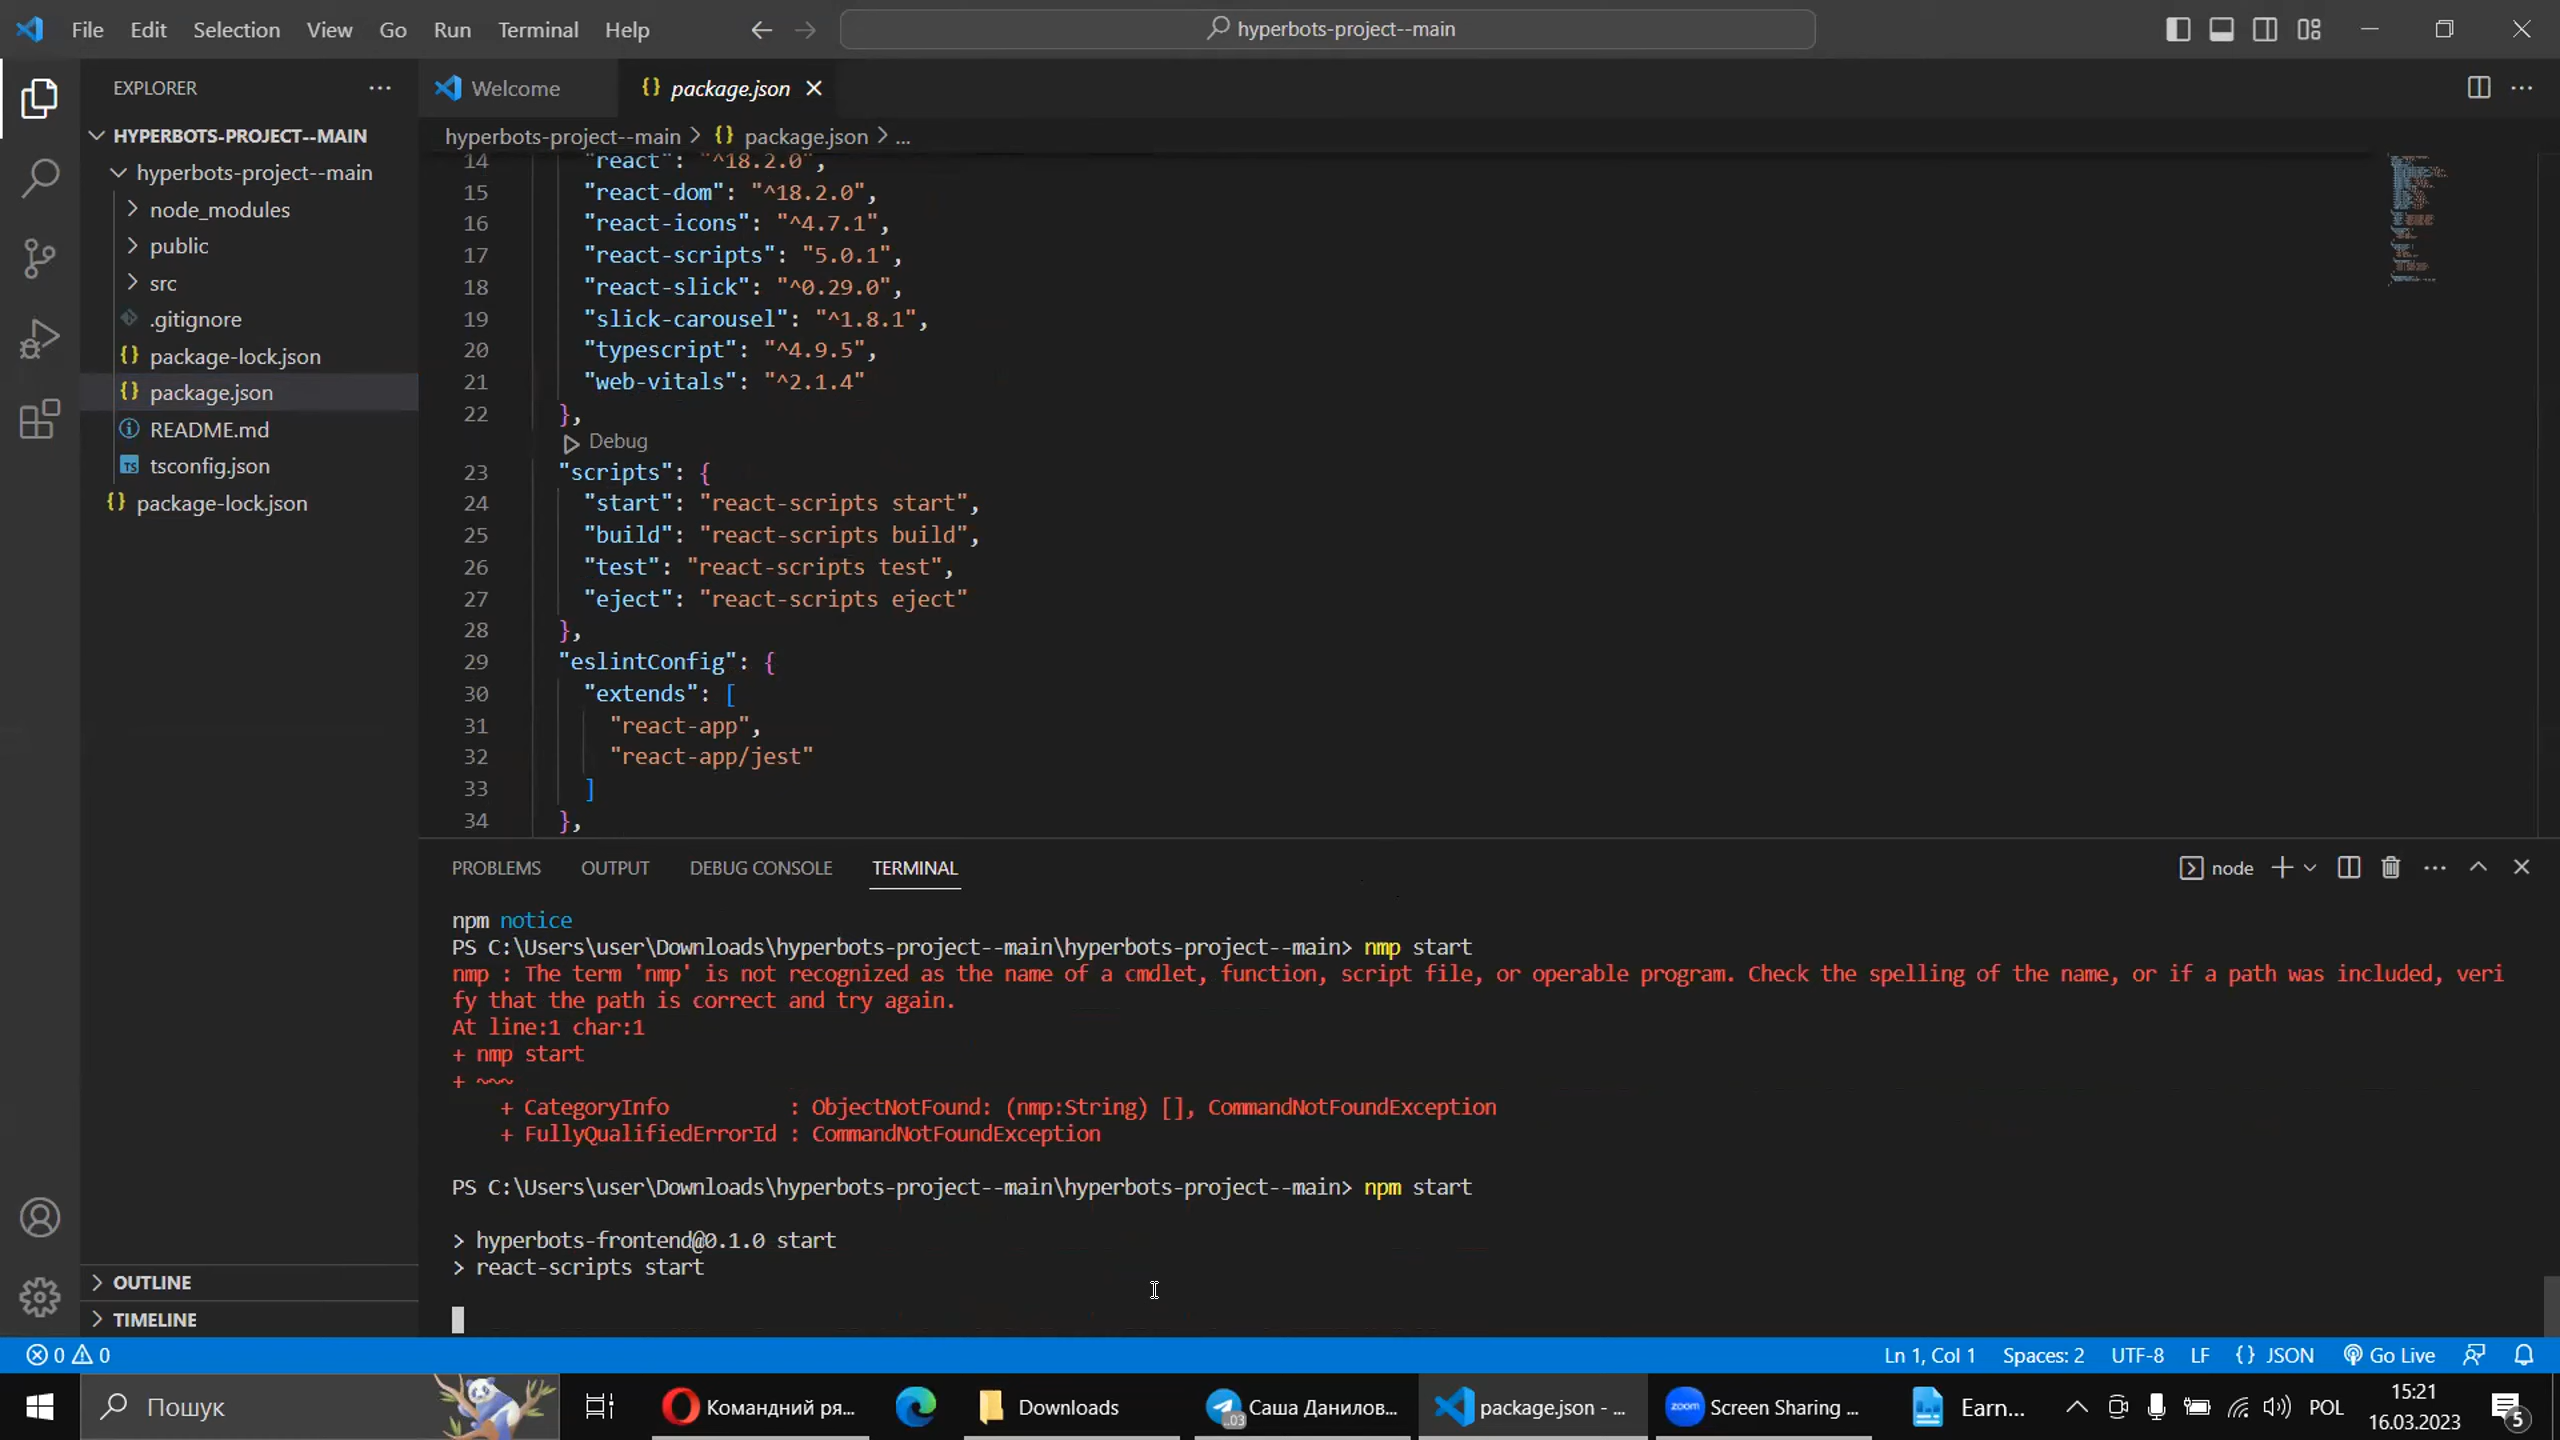 File Edit Selection View Go Run Terminal Help
hyperbots-project--main
EXPLORER
Welcome
package.json
HYPERBOTS-PROJECT--MAIN
hyperbots-project--main
node_modules
public
src
.gitignore
package-lock.json
package.json
README.md
tsconfig.json
package-lock.json
OUTLINE
TIMELINE
hyperbots-project--main > {} package.json > ...
14 "react": "^18.2.0",
15 "react-dom": "^18.2.0",
16 "react-icons": "^4.7.1",
17 "react-scripts": "5.0.1",
18 "react-slick": "^0.29.0",
19 "slick-carousel": "^1.8.1",
20 "typescript": "^4.9.5",
21 "web-vitals": "^2.1.4"
22 },
Debug
23 "scripts": {
24 "start": "react-scripts start",
25 "build": "react-scripts build",
26 "test": "react-scripts test",
27 "eject": "react-scripts eject"
28 },
29 "eslintConfig": {
30 "extends": [
31 "react-app",
32 "react-app/jest"
33 ]
34 },
PROBLEMS OUTPUT DEBUG CONSOLE TERMINAL
node
npm notice
PS C:\Users\user\Downloads\hyperbots-project--main\hyperbots-project--main> nmp start
nmp : The term 'nmp' is not recognized as the name of a cmdlet, function, script file, or operable program. Check the spelling of the name, or if a path was included, veri
fy that the path is correct and try again.
At line:1 char:1
+ nmp start
+ ~~~
+ CategoryInfo : ObjectNotFound: (nmp:String) [], CommandNotFoundException
+ FullyQualifiedErrorId : CommandNotFoundException
PS C:\Users\user\Downloads\hyperbots-project--main\hyperbots-project--main> npm start
> hyperbots-frontend@0.1.0 start
> react-scripts start
0 0
Ln 1, Col 1 Spaces: 2 UTF-8 LF {} JSON Go Live
Пошук
Командний ря...
Downloads
..03
Саша Данилов...
package.json - ...
zoom
Screen Sharing ...
Earn...
POL
15:21
16.03.2023
5